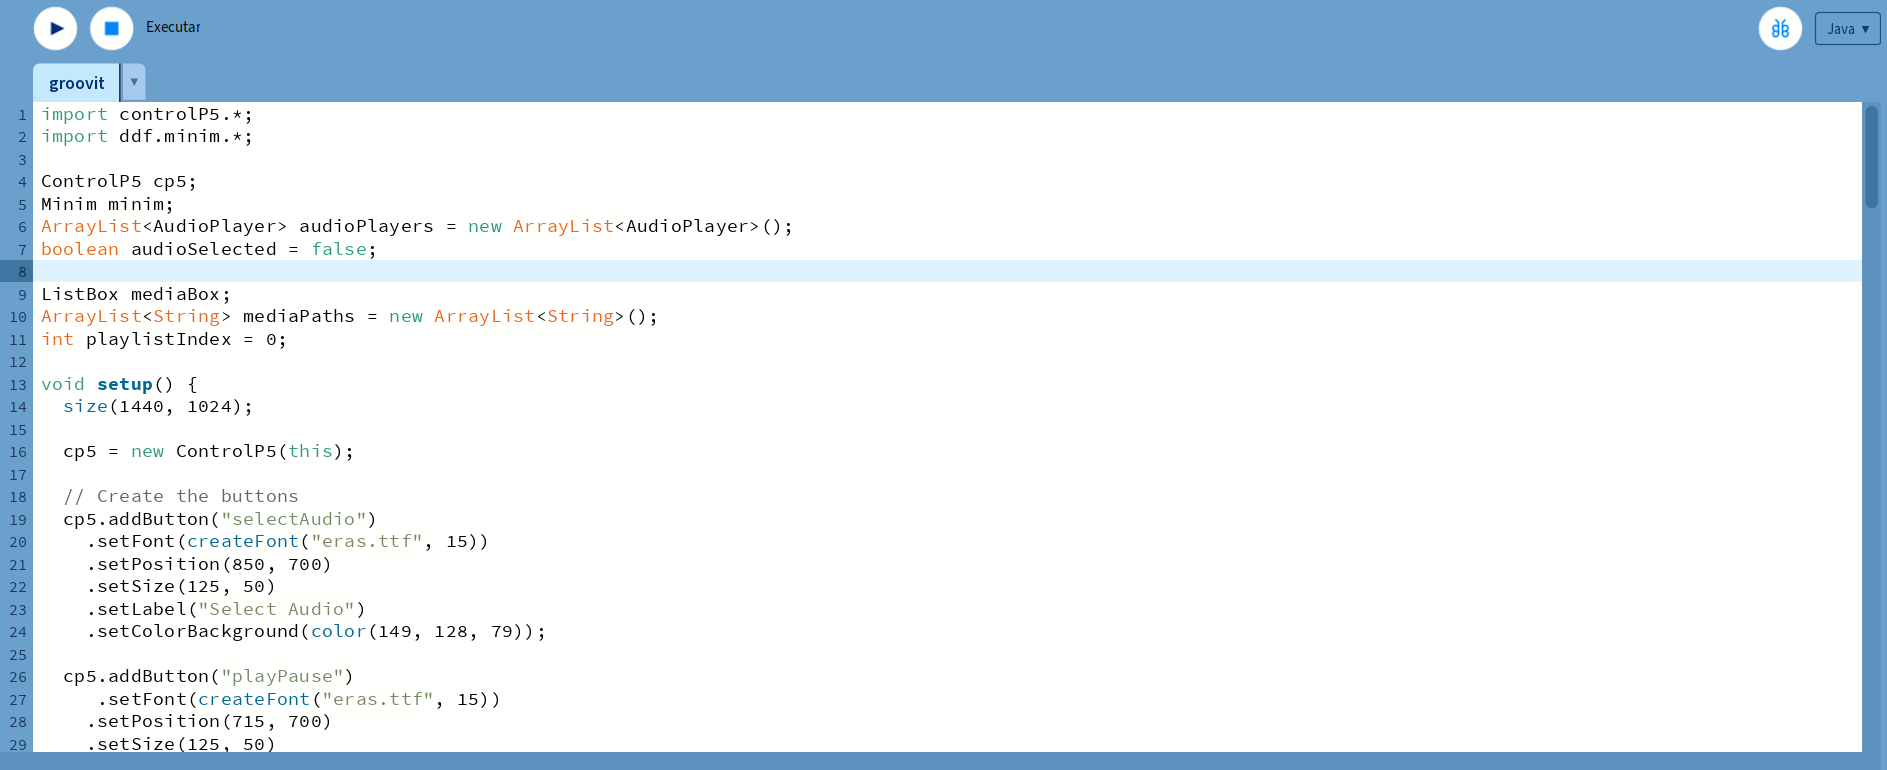 Executar
Java ▾
groovit ▾
1 import controlP5.*;
2 import ddf.minim.*;
3
4 ControlP5 cp5;
5 Minim minim;
6 ArrayList<AudioPlayer> audioPlayers = new ArrayList<AudioPlayer>();
7 boolean audioSelected = false;
8
9 ListBox mediaBox;
10 ArrayList<String> mediaPaths = new ArrayList<String>();
11 int playlistIndex = 0;
12
13 void setup() {
14   size(1440, 1024);
15
16   cp5 = new ControlP5(this);
17
18   // Create the buttons
19   cp5.addButton("selectAudio")
20     .setFont(createFont("eras.ttf", 15))
21     .setPosition(850, 700)
22     .setSize(125, 50)
23     .setLabel("Select Audio")
24     .setColorBackground(color(149, 128, 79));
25
26   cp5.addButton("playPause")
27      .setFont(createFont("eras.ttf", 15))
28     .setPosition(715, 700)
29     .setSize(125, 50)